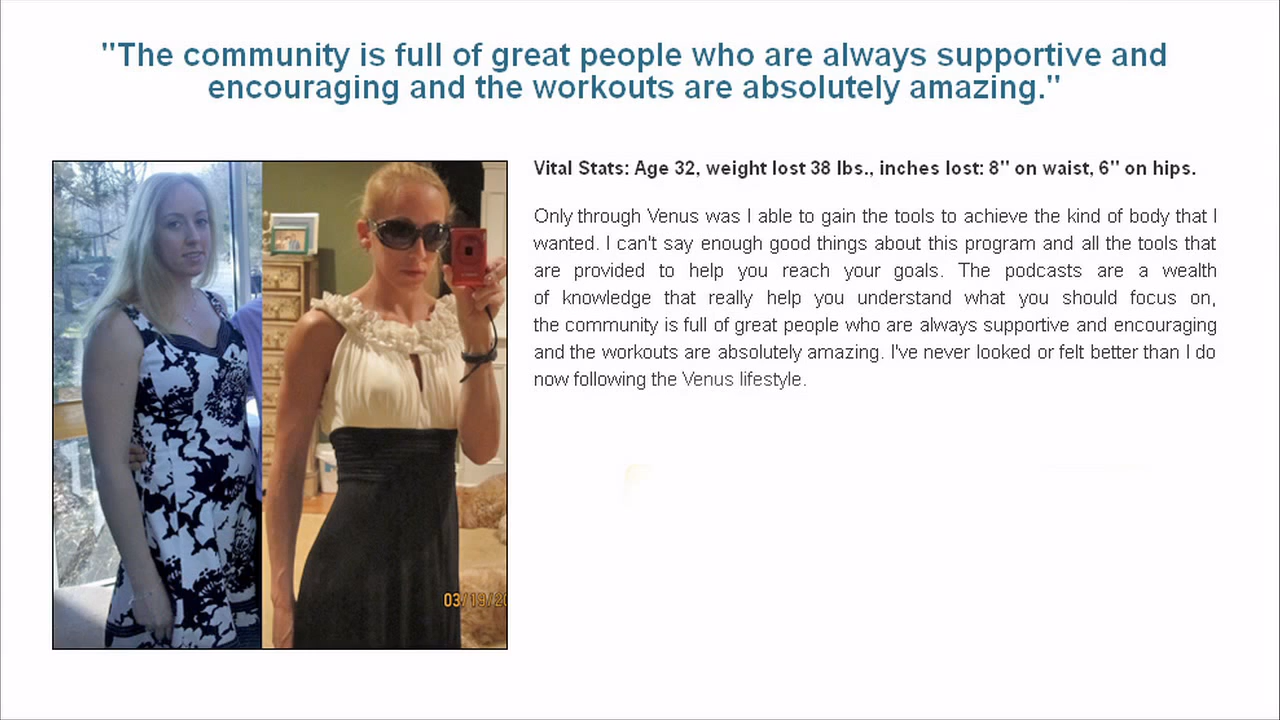 "The community is full of great people who are always supportive and
encouraging and the workouts are absolutely amazing."
Vital Stats: Age 32, weight lost 38 lbs., inches lost: 8" on waist, 6" on hips.
Only through Venus was I able to gain the tools to achieve the kind of body that I
wanted. I can't say enough good things about this program and all the tools that
are provided to help you reach your goals. The podcasts are a wealth
of knowledge that really help you understand what you should focus on,
the community is full of great people who are always supportive and encouraging
and the workouts are absolutely amazing. I've never looked or felt better than I do
now following the Venus lifestyle.
03/19/20